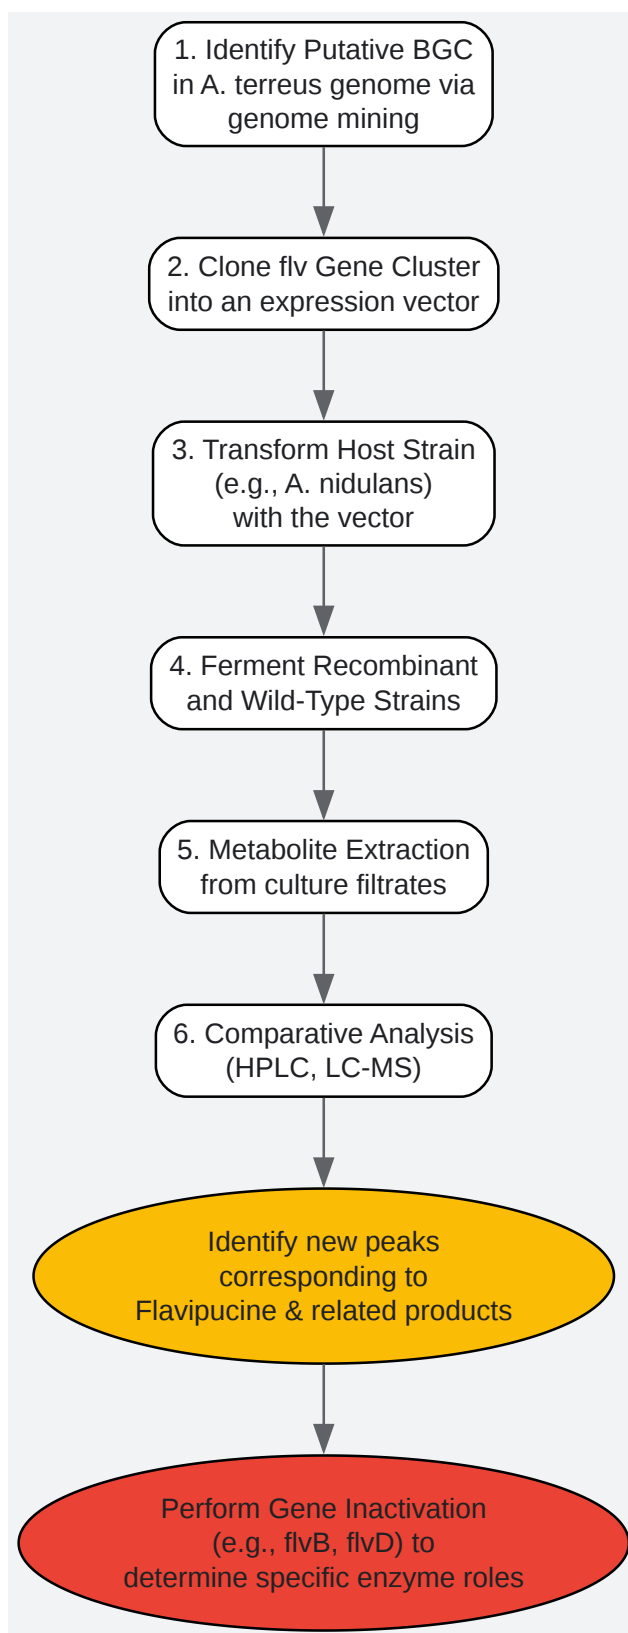 1. Identify Putative BGC
in A. terreus genome via
genome mining
2. Clone flv Gene Cluster
into an expression vector
3. Transform Host Strain
(e.g., A. nidulans)
with the vector
4. Ferment Recombinant
and Wild-Type Strains
5. Metabolite Extraction
from culture filtrates
6. Comparative Analysis
(HPLC, LC-MS)
Identify new peaks
corresponding to
Flavipucine & related products
Perform Gene Inactivation
(e.g., flvB, flvD) to
determine specific enzyme roles